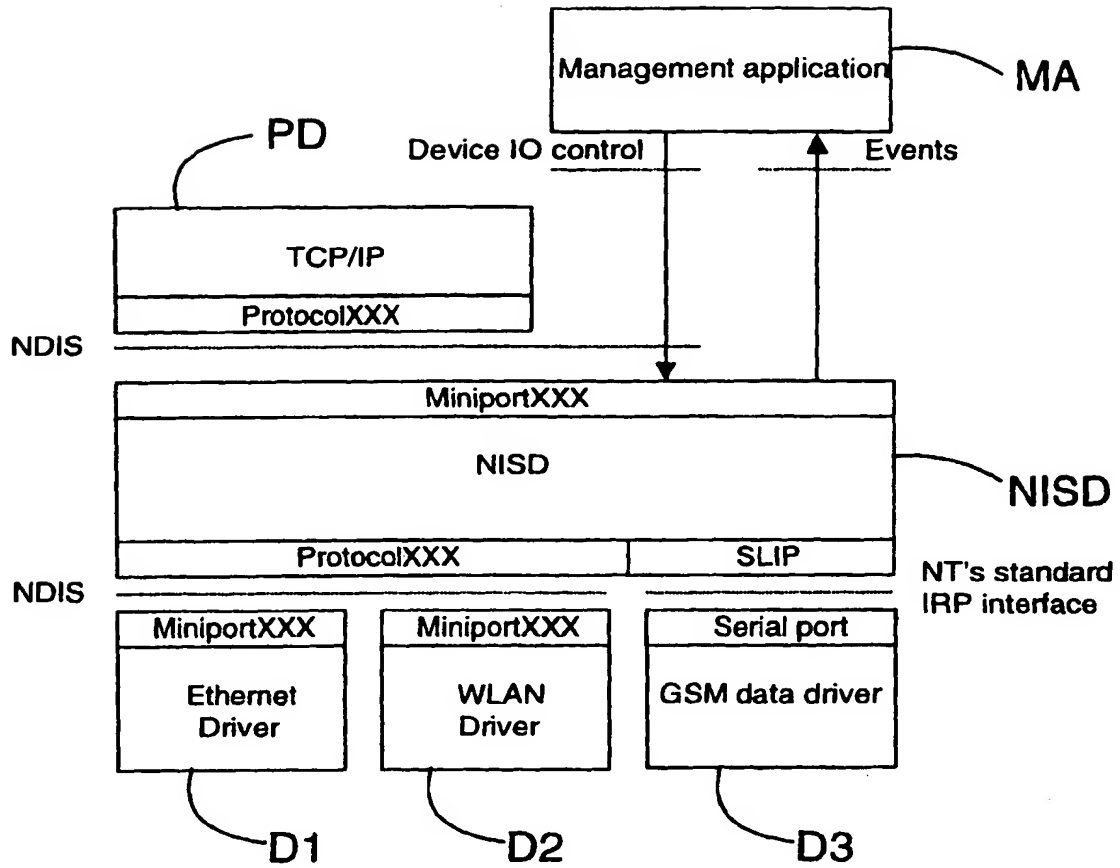 Management application
MA
PD
Device IO control
Events
TCP/IP
ProtocolXXX
NDIS
MiniportXXX
NISD
NISD
ProtocolXXX
SLIP
NDIS
NT's standard
IRP interface
MiniportXXX
MiniportXXX
Serial port
Ethernet
Driver
WLAN
Driver
GSM data driver
D1
D2
D3